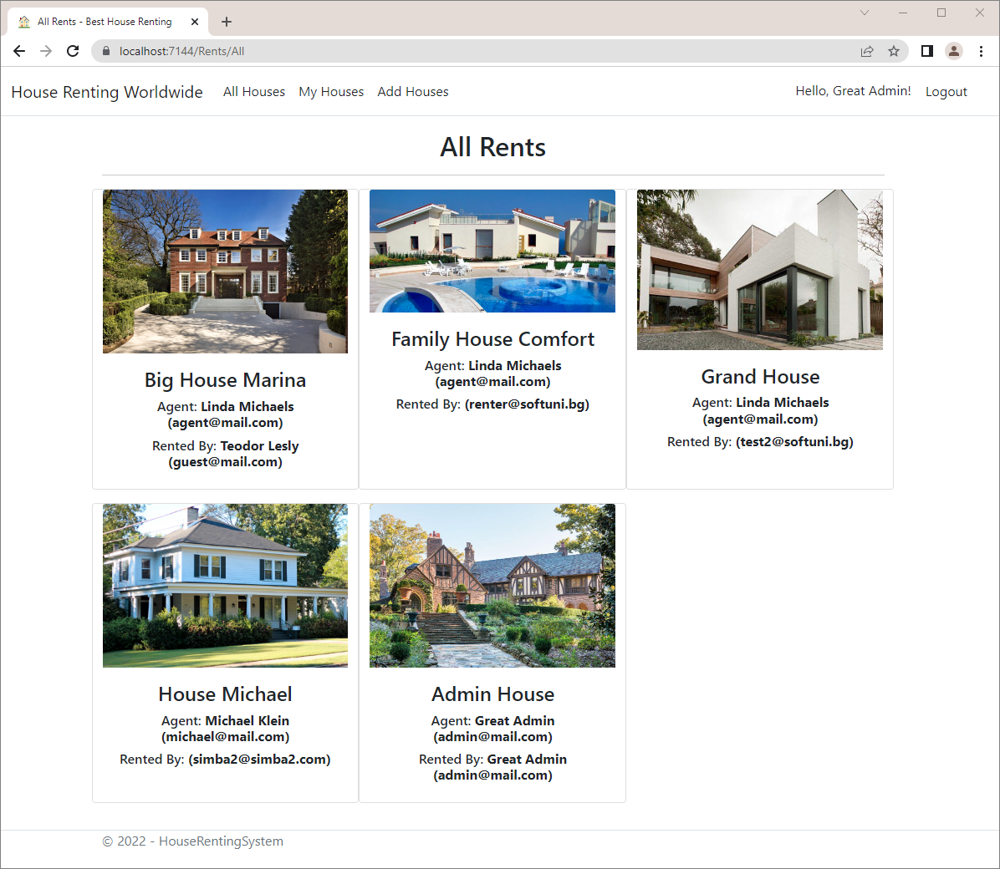 All Rents - Best House Renting
localhost:7144/Rents/All
House Renting Worldwide All Houses My Houses Add Houses Hello, Great Admin! Logout
All Rents
Big House Marina
Agent: Linda Michaels
(agent@mail.com)
Rented By: Teodor Lesly
(guest@mail.com)
Family House Comfort
Agent: Linda Michaels
(agent@mail.com)
Rented By: (renter@softuni.bg)
Grand House
Agent: Linda Michaels
(agent@mail.com)
Rented By: (test2@softuni.bg)
House Michael
Agent: Michael Klein
(michael@mail.com)
Rented By: (simba2@simba2.com)
Admin House
Agent: Great Admin
(admin@mail.com)
Rented By: Great Admin
(admin@mail.com)
© 2022 - HouseRentingSystem